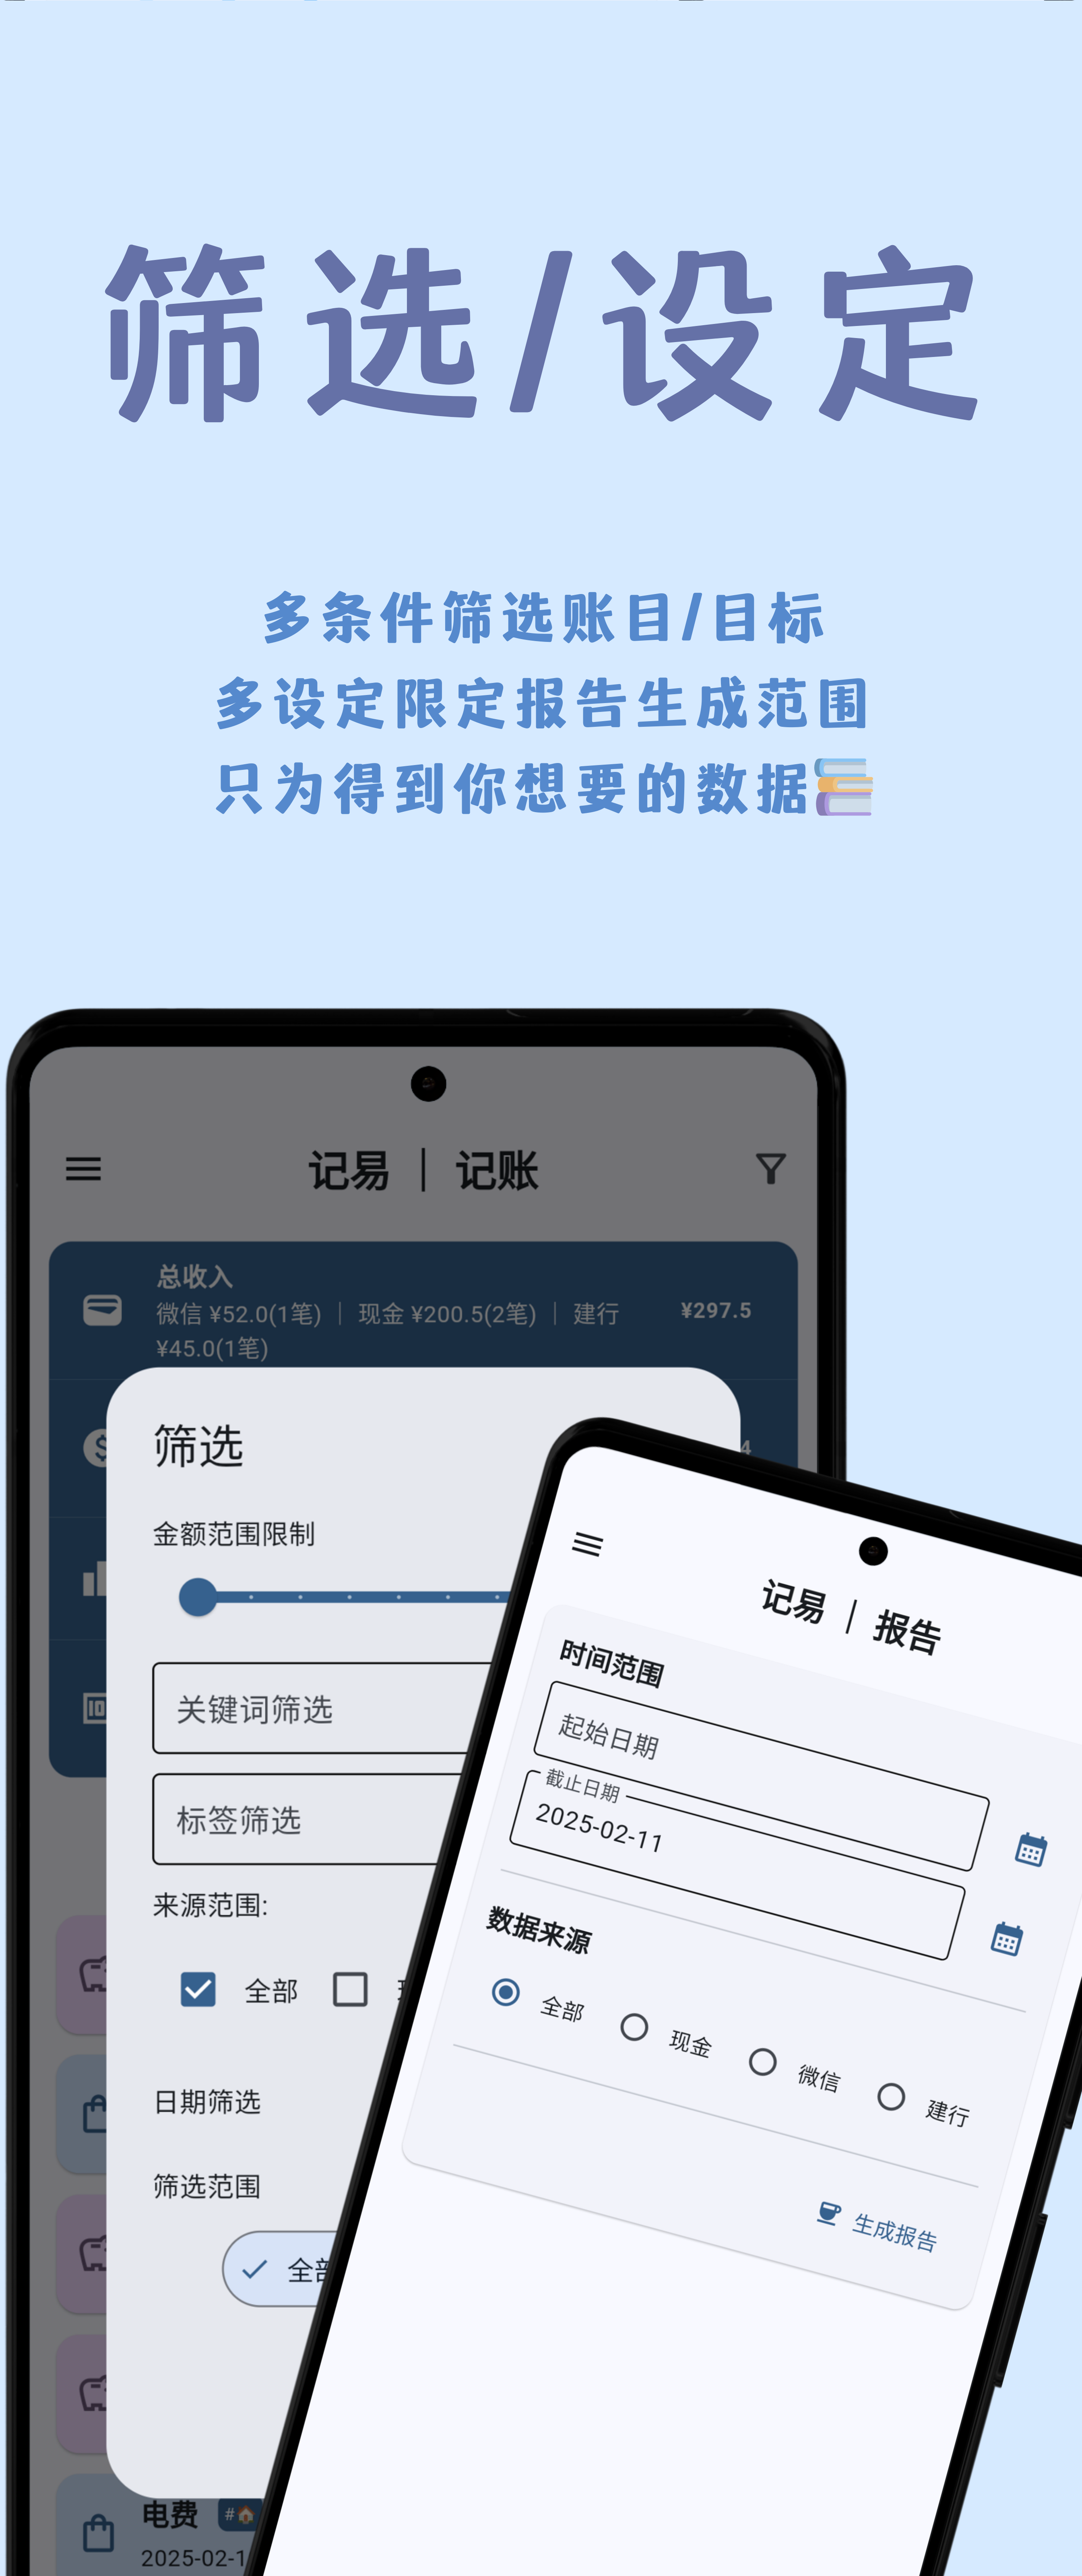 筛选/设定
多条件筛选账目/目标
多设定限定报告生成范围
只为得到你想要的数据
记易 | 记账
总收入
微信 ¥52.0(1笔) | 现金 ¥200.5(2笔) | 建行
¥45.0(1笔)
¥297.5
4
筛选
金额范围限制
关键词筛选
标签筛选
来源范围:
全部
日期筛选
筛选范围
全部
电费 #
2025-02-1
记易 | 报告
时间范围
起始日期
截止日期
2025-02-11
数据来源
全部 现金 微信 建行
生成报告